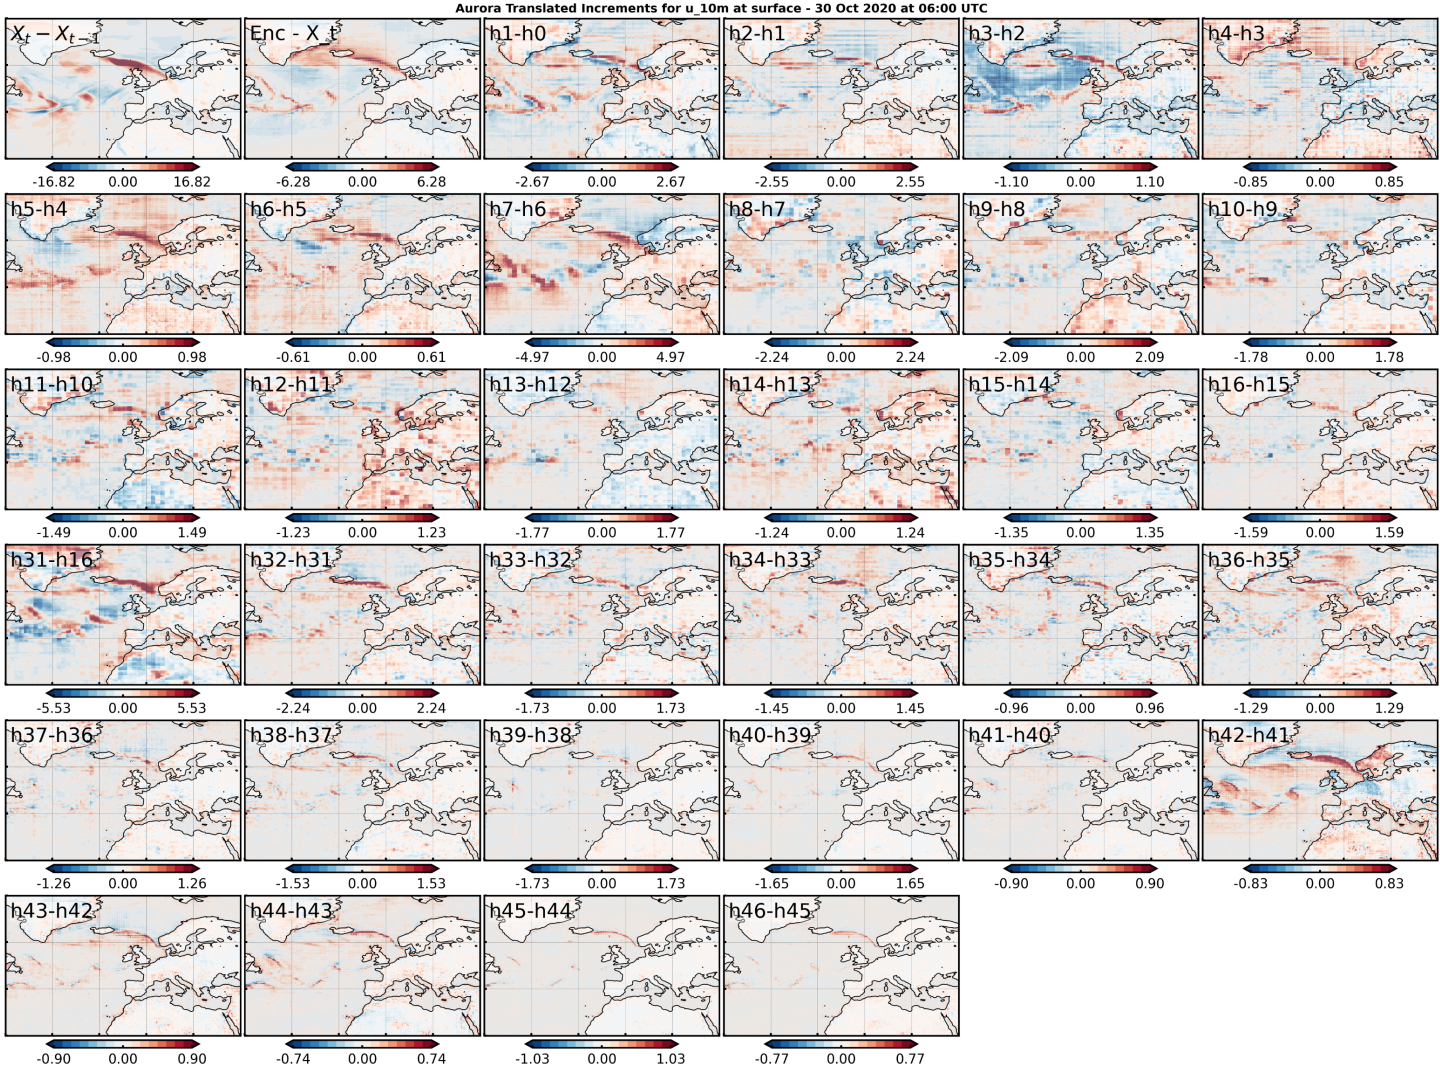 Aurora Translated Increments for u_10m at surface - 30 Oct 2020 at 06:00 UTC
X_t − X_{t−1} Enc - X_t h1-h0 h2-h1 h3-h2 h4-h3
-16.82 0.00 16.82 -6.28 0.00 6.28 -2.67 0.00 2.67 -2.55 0.00 2.55 -1.10 0.00 1.10 -0.85 0.00 0.85
h5-h4 h6-h5 h7-h6 h8-h7 h9-h8 h10-h9
-0.98 0.00 0.98 -0.61 0.00 0.61 -4.97 0.00 4.97 -2.24 0.00 2.24 -2.09 0.00 2.09 -1.78 0.00 1.78
h11-h10 h12-h11 h13-h12 h14-h13 h15-h14 h16-h15
-1.49 0.00 1.49 -1.23 0.00 1.23 -1.77 0.00 1.77 -1.24 0.00 1.24 -1.35 0.00 1.35 -1.59 0.00 1.59
h31-h16 h32-h31 h33-h32 h34-h33 h35-h34 h36-h35
-5.53 0.00 5.53 -2.24 0.00 2.24 -1.73 0.00 1.73 -1.45 0.00 1.45 -0.96 0.00 0.96 -1.29 0.00 1.29
h37-h36 h38-h37 h39-h38 h40-h39 h41-h40 h42-h41
-1.26 0.00 1.26 -1.53 0.00 1.53 -1.73 0.00 1.73 -1.65 0.00 1.65 -0.90 0.00 0.90 -0.83 0.00 0.83
h43-h42 h44-h43 h45-h44 h46-h45
-0.90 0.00 0.90 -0.74 0.00 0.74 -1.03 0.00 1.03 -0.77 0.00 0.77